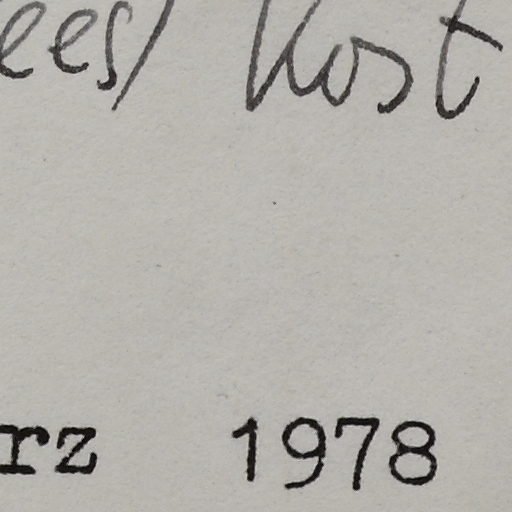 ees/ Kost
rz 1978